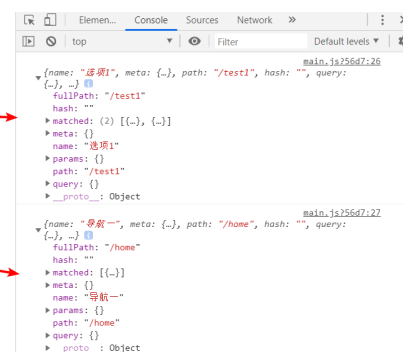 Elemen... Console Sources Network »
top Filter Default levels ▼
main.js?56d7:26
{name: "选项1", meta: {…}, path: "/test1", hash: "", query:
{…}, …}
fullPath: "/test1"
hash: ""
matched: (2) [{…}, {…}]
meta: {}
name: "选项1"
params: {}
path: "/test1"
query: {}
__proto__: Object
main.js?56d7:27
{name: "导航一", meta: {…}, path: "/home", hash: "", query:
{…}, …}
fullPath: "/home"
hash: ""
matched: [{…}]
meta: {}
name: "导航一"
params: {}
path: "/home"
query: {}
__proto__: Object